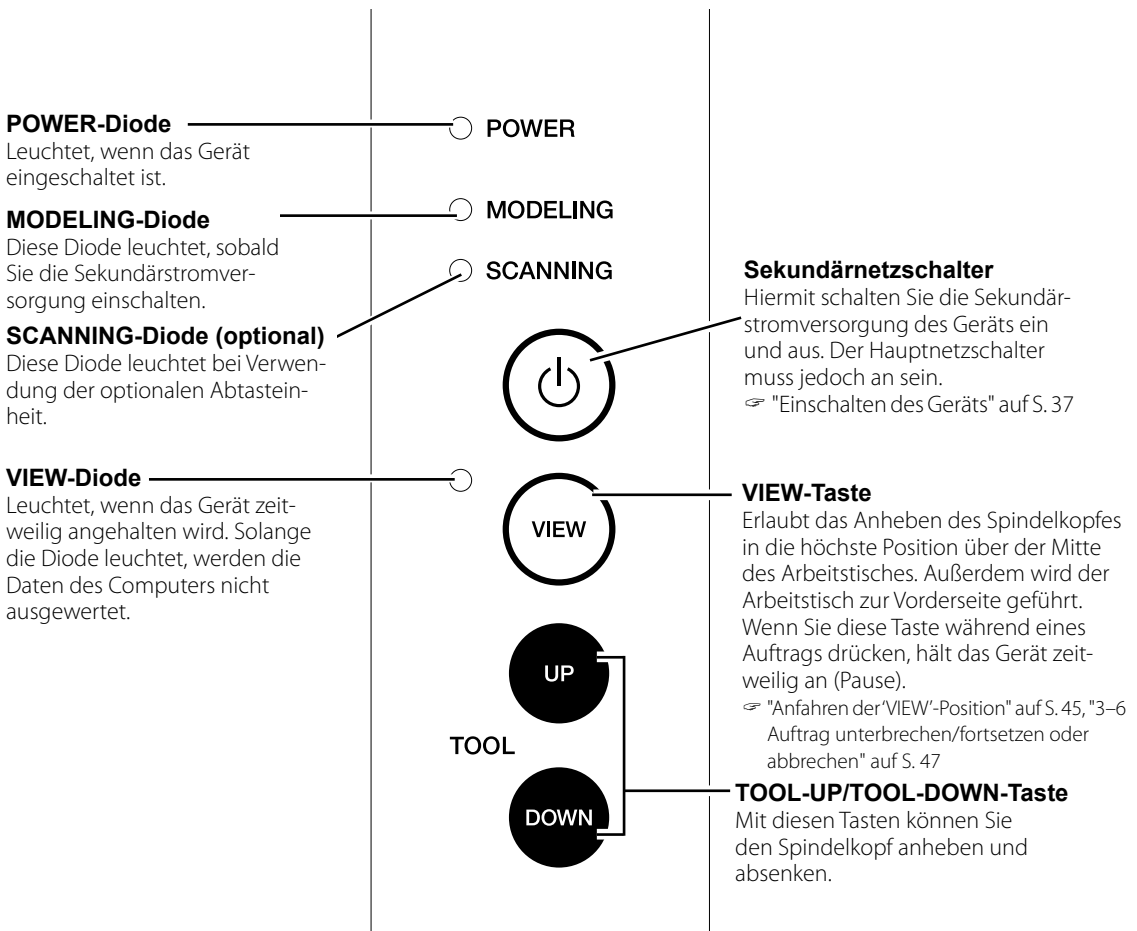 POWER-Diode
Leuchtet, wenn das Gerät
eingeschaltet ist.
MODELING-Diode
Diese Diode leuchtet, sobald
Sie die Sekundärstromver-
sorgung einschalten.
SCANNING-Diode (optional)
Diese Diode leuchtet bei Verwen-
dung der optionalen Abtastein-
heit.
VIEW-Diode
Leuchtet, wenn das Gerät zeit-
weilig angehalten wird. Solange
die Diode leuchtet, werden die
Daten des Computers nicht
ausgewertet.
POWER
MODELING
SCANNING
VIEW
UP
TOOL
DOWN
Sekundärnetzschalter
Hiermit schalten Sie die Sekundär-
stromversorgung des Geräts ein
und aus. Der Hauptnetzschalter
muss jedoch an sein.
☞ "Einschalten des Geräts" auf S. 37
VIEW-Taste
Erlaubt das Anheben des Spindelkopfes
in die höchste Position über der Mitte
des Arbeitstisches. Außerdem wird der
Arbeitstisch zur Vorderseite geführt.
Wenn Sie diese Taste während eines
Auftrags drücken, hält das Gerät zeit-
weilig an (Pause).
☞ "Anfahren der 'VIEW'-Position" auf S. 45, "3–6
Auftrag unterbrechen/fortsetzen oder
abbrechen" auf S. 47
TOOL-UP/TOOL-DOWN-Taste
Mit diesen Tasten können Sie
den Spindelkopf anheben und
absenken.